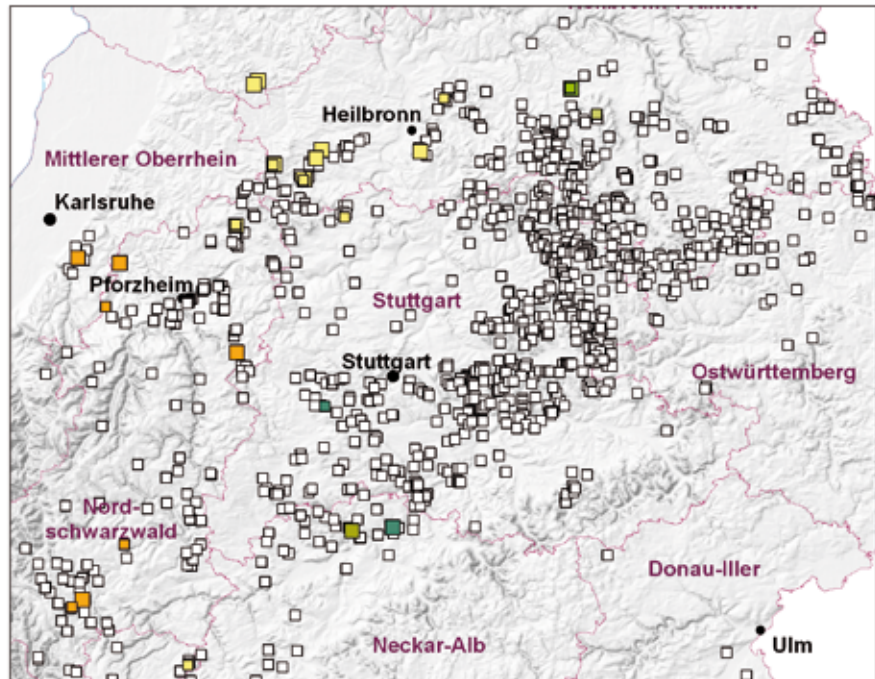 Heilbronn
Mittlerer Oberrhein
Karlsruhe
Pforzheim
Stuttgart
Stuttgart
Ostwürttemberg
Nord-
schwarzwald
Donau-Iller
Neckar-Alb
Ulm